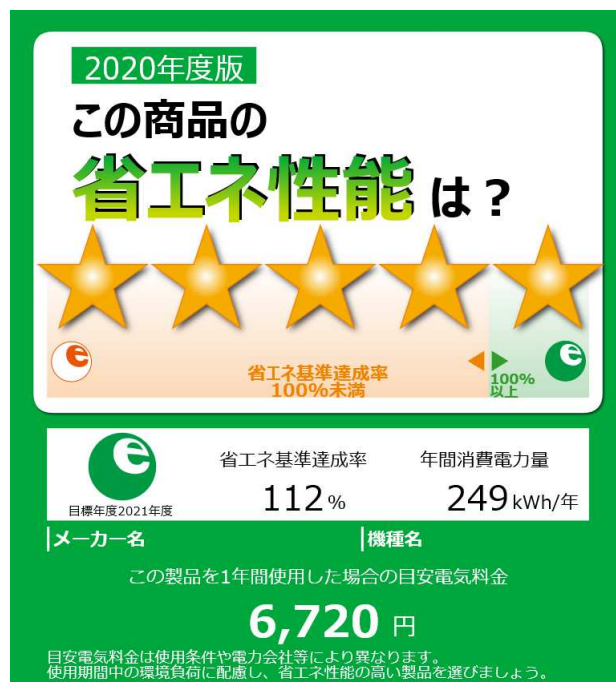 2020年度版
この商品の
省エネ性能は？
e
省エネ基準達成率
100%未満
100%
以上
e
e
目標年度2021年度
省エネ基準達成率
112%
年間消費電力量
249kWh/年
メーカー名
機種名
この製品を1年間使用した場合の目安電気料金
6,720円
目安電気料金は使用条件や電力会社等により異なります。
使用期間中の環境負荷に配慮し、省エネ性能の高い製品を選びましょう。